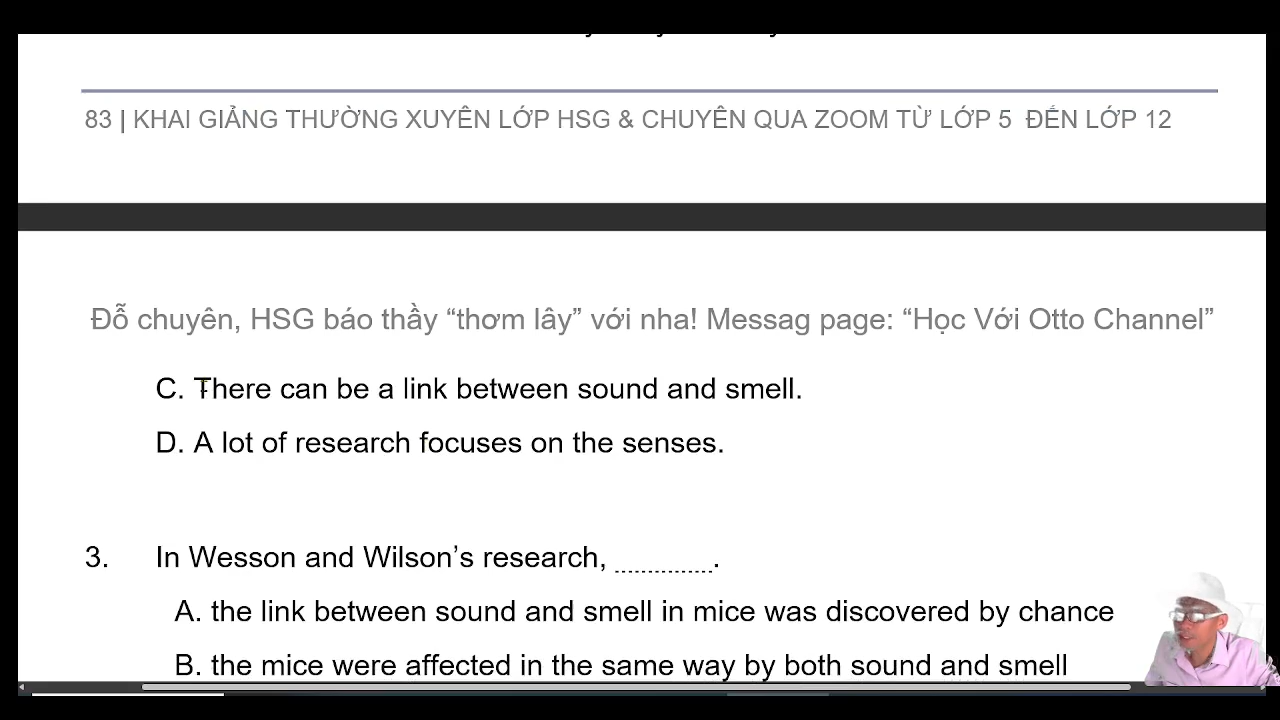 83 | KHAI GIẢNG THƯỜNG XUYÊN LỚP HSG & CHUYÊN QUA ZOOM TỪ LỚP 5 ĐẾN LỚP 12
Đỗ chuyên, HSG báo thầy “thơm lây” với nha! Messag page: “Học Với Otto Channel”
C. There can be a link between sound and smell.
D. A lot of research focuses on the senses.
3. In Wesson and Wilson’s research, ..............
A. the link between sound and smell in mice was discovered by chance
B. the mice were affected in the same way by both sound and smell